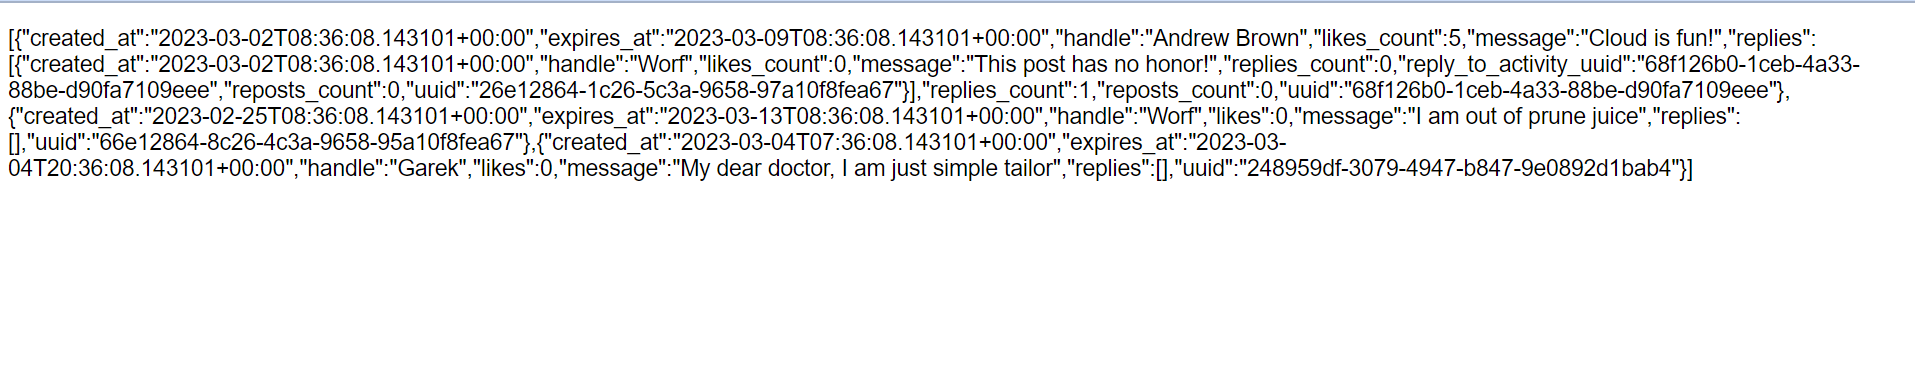 [{"created_at":"2023-03-02T08:36:08.143101+00:00","expires_at":"2023-03-09T08:36:08.143101+00:00","handle":"Andrew Brown","likes_count":5,"message":"Cloud is fun!","replies":
[{"created_at":"2023-03-02T08:36:08.143101+00:00","handle":"Worf","likes_count":0,"message":"This post has no honor!","replies_count":0,"reply_to_activity_uuid":"68f126b0-1ceb-4a33-
88be-d90fa7109eee","reposts_count":0,"uuid":"26e12864-1c26-5c3a-9658-97a10f8fea67"}],"replies_count":1,"reposts_count":0,"uuid":"68f126b0-1ceb-4a33-88be-d90fa7109eee"},
{"created_at":"2023-02-25T08:36:08.143101+00:00","expires_at":"2023-03-13T08:36:08.143101+00:00","handle":"Worf","likes":0,"message":"I am out of prune juice","replies":
[],"uuid":"66e12864-8c26-4c3a-9658-95a10f8fea67"},{"created_at":"2023-03-04T07:36:08.143101+00:00","expires_at":"2023-03-
04T20:36:08.143101+00:00","handle":"Garek","likes":0,"message":"My dear doctor, I am just simple tailor","replies":[],"uuid":"248959df-3079-4947-b847-9e0892d1bab4"}]